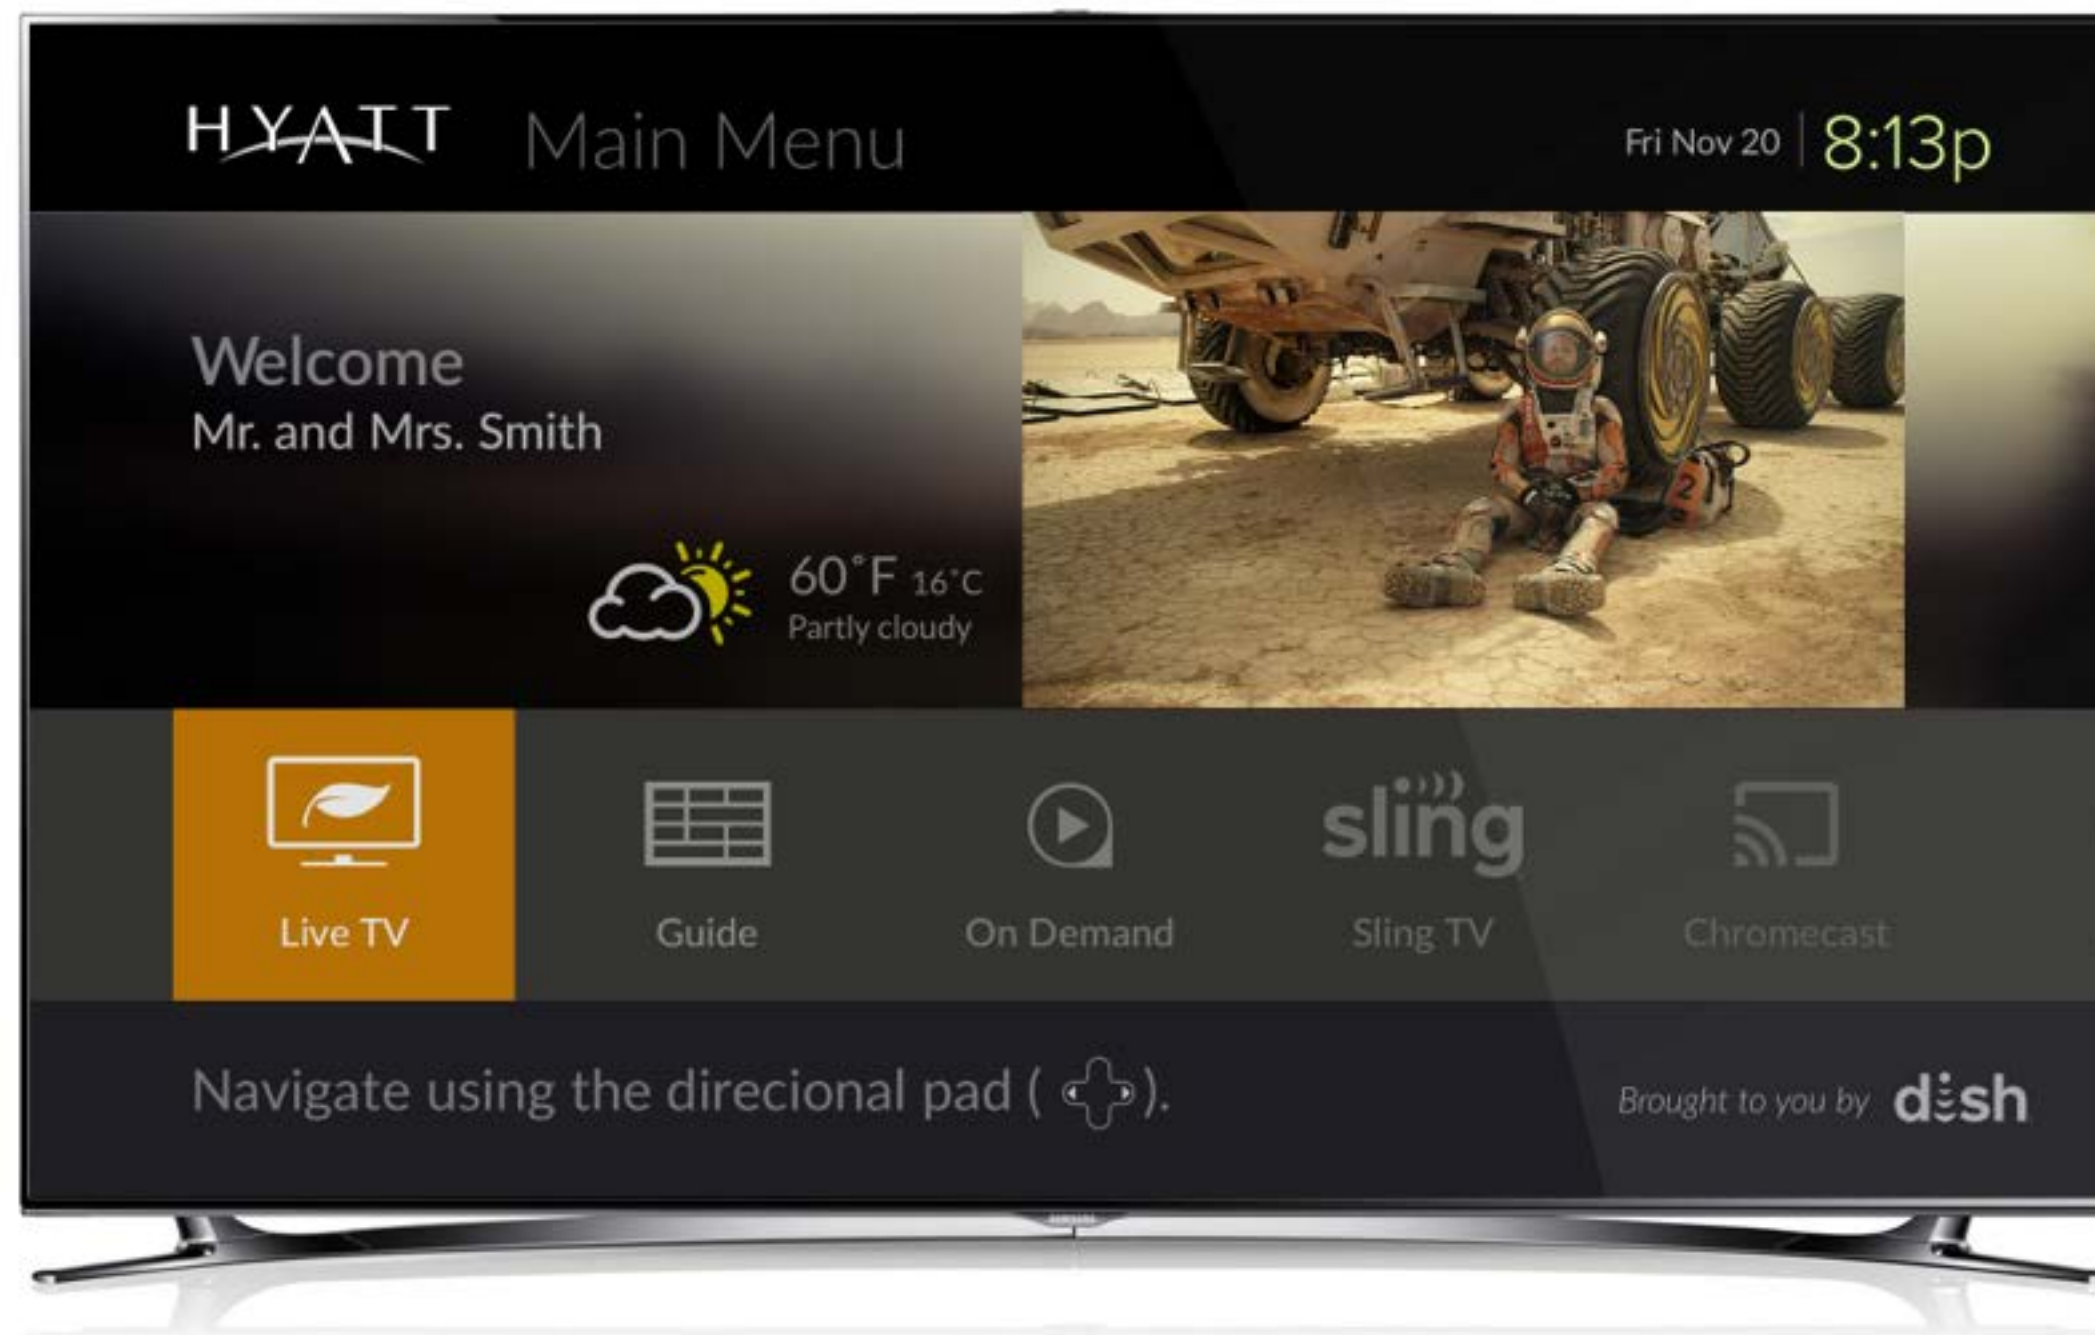 HYATT Main Menu
Fri Nov 20 8:13p
Welcome
Mr. and Mrs. Smith
60°F 16°C
Partly cloudy
2
sling
Live TV
Guide
On Demand
Sling TV
Chromecast
Navigate using the direcional pad ( ).
Brought to you by dish